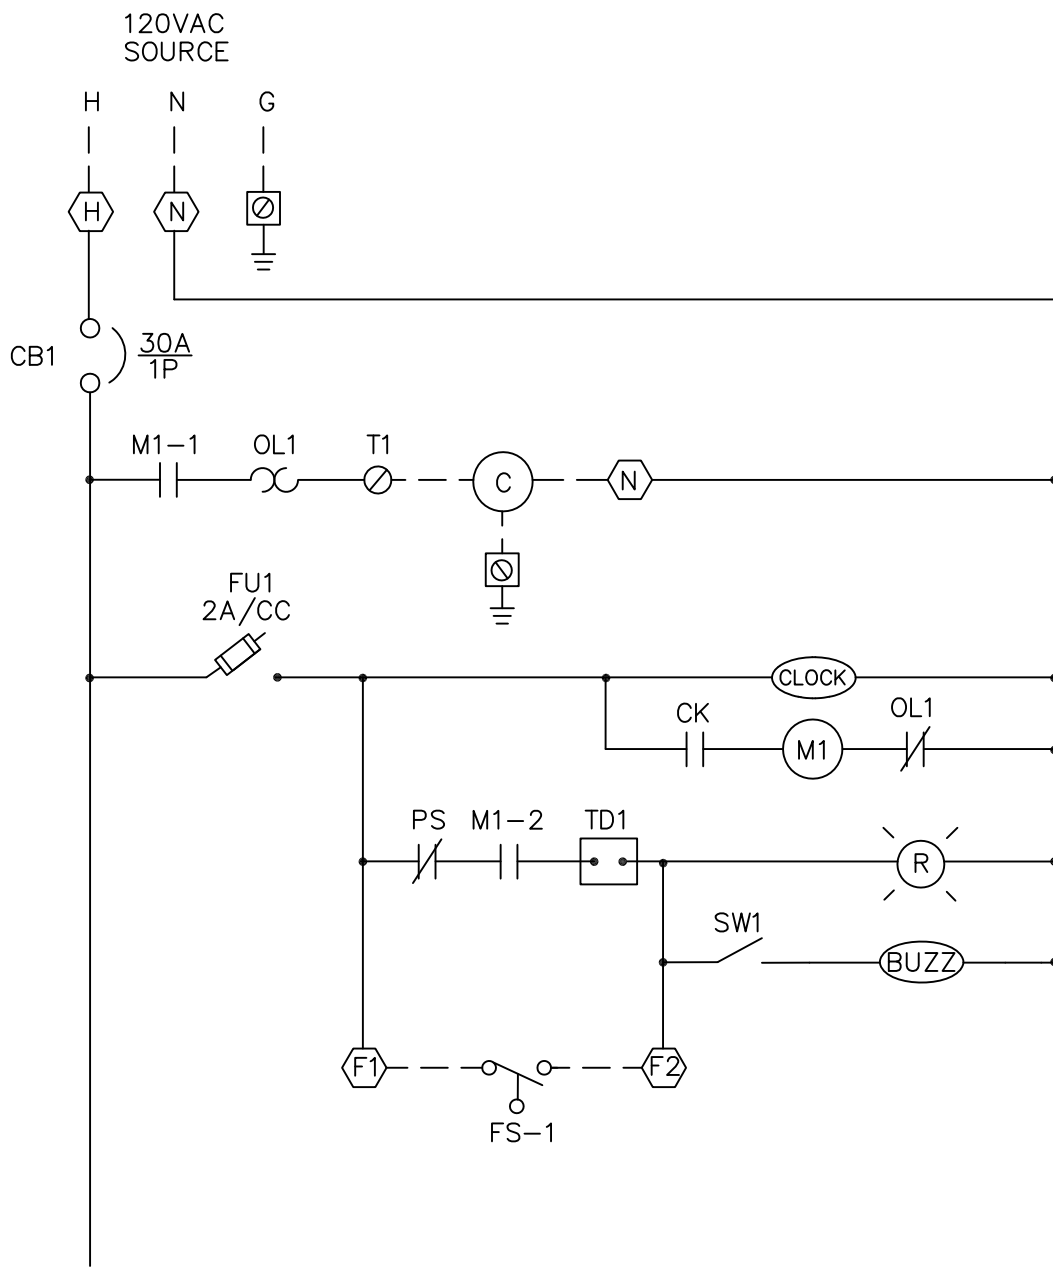 120VAC
SOURCE
H N G
H N
CB1 30A
1P
M1-1 OL1 T1
C N
FU1
2A/CC
CLOCK
CK OL1
M1
PS M1-2 TD1
R
SW1
BUZZ
F1 F2
FS-1